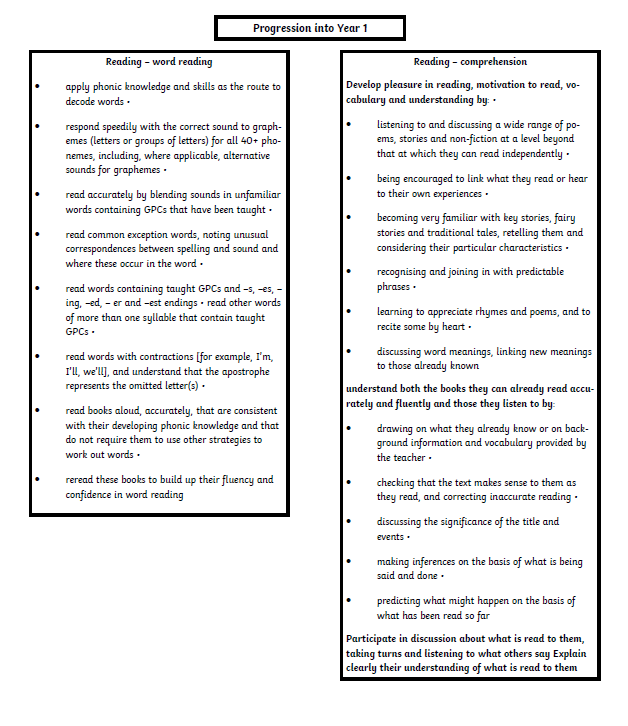 Progression into Year 1
Reading – word reading
• apply phonic knowledge and skills as the route to
decode words •
• respond speedily with the correct sound to graph-
emes (letters or groups of letters) for all 40+ pho-
nemes, including, where applicable, alternative
sounds for graphemes •
• read accurately by blending sounds in unfamiliar
words containing GPCs that have been taught •
• read common exception words, noting unusual
correspondences between spelling and sound and
where these occur in the word •
• read words containing taught GPCs and –s, –es, –
ing, –ed, – er and –est endings • read other words
of more than one syllable that contain taught
GPCs •
• read words with contractions [for example, I'm,
I'll, we'll], and understand that the apostrophe
represents the omitted letter(s) •
• read books aloud, accurately, that are consistent
with their developing phonic knowledge and that
do not require them to use other strategies to
work out words •
• reread these books to build up their fluency and
confidence in word reading
Reading – comprehension
Develop pleasure in reading, motivation to read, vo-
cabulary and understanding by: •
• listening to and discussing a wide range of po-
ems, stories and non-fiction at a level beyond
that at which they can read independently •
• being encouraged to link what they read or hear
to their own experiences •
• becoming very familiar with key stories, fairy
stories and traditional tales, retelling them and
considering their particular characteristics •
• recognising and joining in with predictable
phrases •
• learning to appreciate rhymes and poems, and to
recite some by heart •
• discussing word meanings, linking new meanings
to those already known
understand both the books they can already read accu-
rately and fluently and those they listen to by:
• drawing on what they already know or on back-
ground information and vocabulary provided by
the teacher •
• checking that the text makes sense to them as
they read, and correcting inaccurate reading •
• discussing the significance of the title and
events •
• making inferences on the basis of what is being
said and done •
• predicting what might happen on the basis of
what has been read so far
Participate in discussion about what is read to them,
taking turns and listening to what others say Explain
clearly their understanding of what is read to them